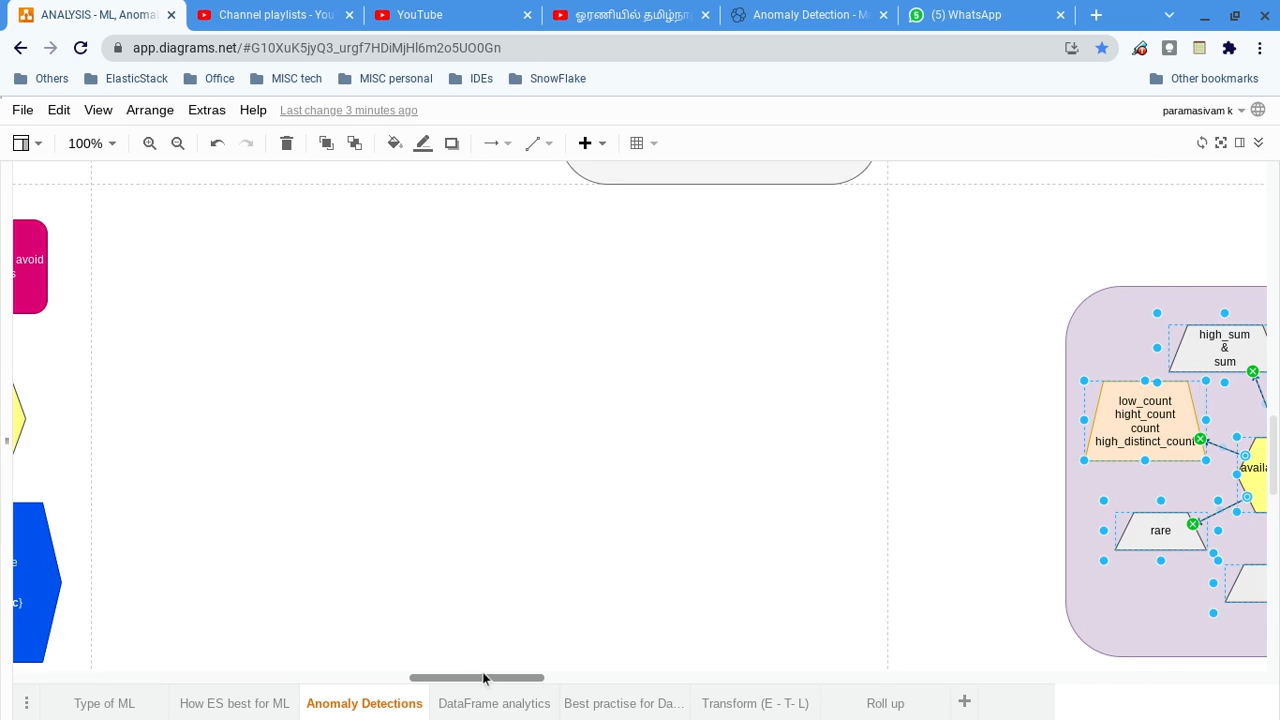 ANALYSIS - ML, Anomal
Channel playlists - You
YouTube
ஓரணியில் தமிழ்நா
Anomaly Detection - Ma
(5) WhatsApp
app.diagrams.net/#G10XuK5jyQ3_urgf7HDiMjHl6m2o5UO0Gn
Others
ElasticStack
Office
MISC tech
MISC personal
IDEs
SnowFlake
Other bookmarks
File
Edit
View
Arrange
Extras
Help
Last change 3 minutes ago
paramasivam k
100%
avoid
s
e
c}
high_sum
&
sum
low_count
hight_count
count
high_distinct_count
availa
rare
Type of ML
How ES best for ML
Anomaly Detections
DataFrame analytics
Best practise for Da...
Transform (E - T- L)
Roll up